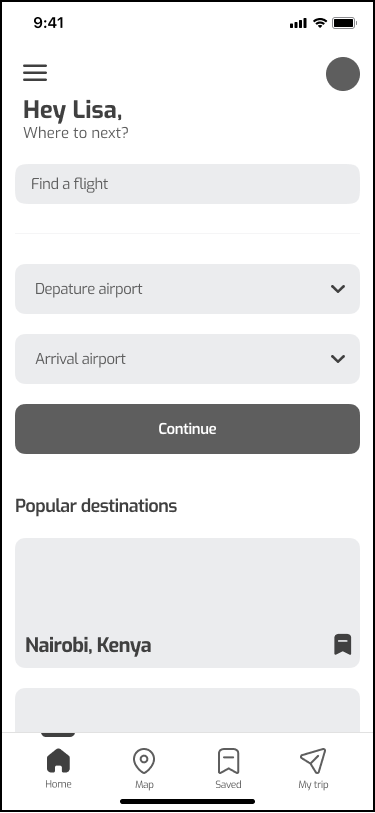 9:41
Hey Lisa,
Where to next?
Find a flight
Depature airport
Arrival airport
Continue
Popular destinations
Nairobi, Kenya
Home Map Saved My trip